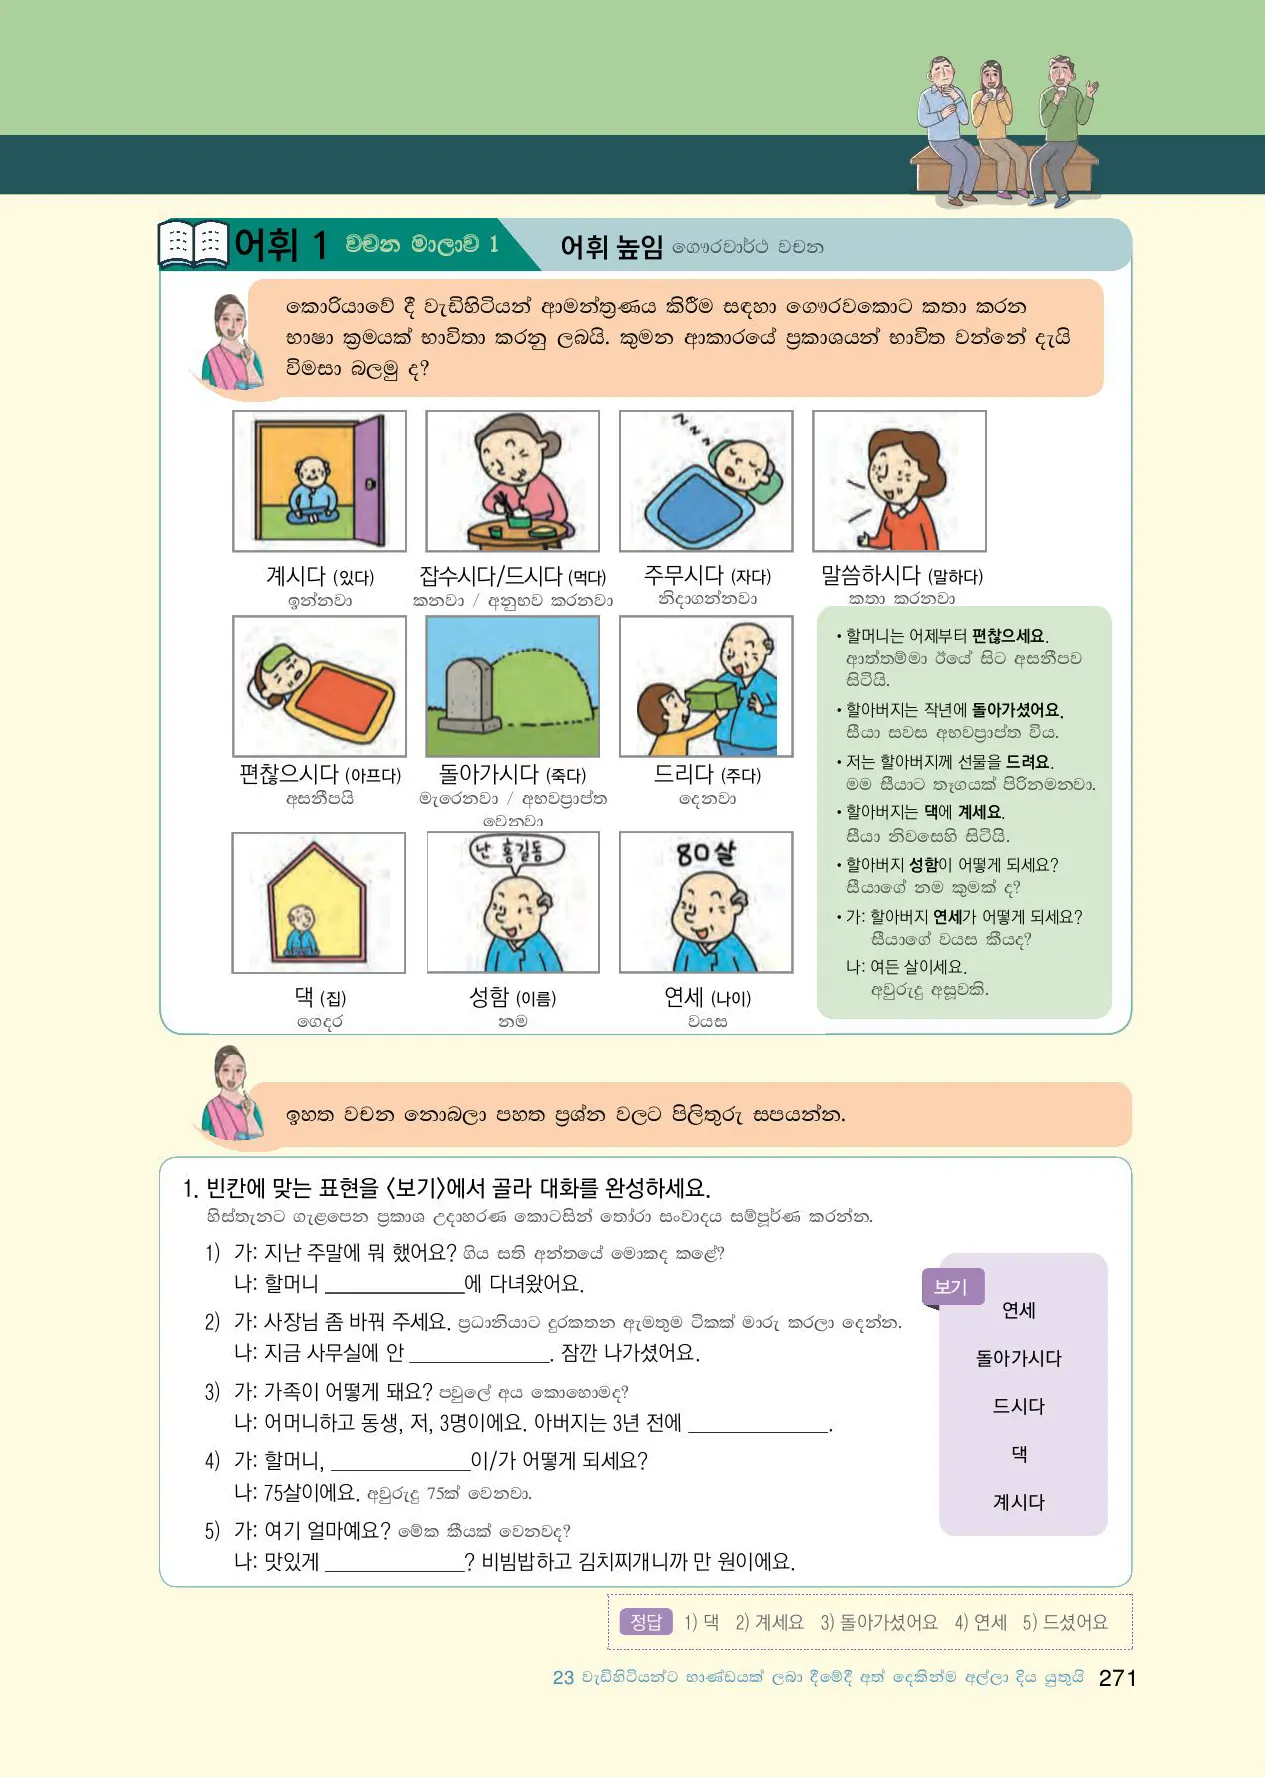 어휘 1 වචන මාලාව 1 어휘 높임 ගෞරවාර්ථ වචන
කොරියාවේ දී වැඩිහිටියන් ආමන්ත්‍රණය කිරීම සඳහා ගෞරවකොට කතා කරන
භාෂා ක්‍රමයක් භාවිතා කරනු ලබයි. කුමන ආකාරයේ ප්‍රකාශයන් භාවිත වන්නේ දැයි
විමසා බලමු ද?
계시다 (있다)
ඉන්නවා
잡수시다/드시다 (먹다)
කනවා / අනුභව කරනවා
주무시다 (자다)
නිදාගන්නවා
말씀하시다 (말하다)
කතා කරනවා
편찮으시다 (아프다)
අසනීපයි
돌아가시다 (죽다)
මැරෙනවා / අභවප්‍රාප්ත
වෙනවා
드리다 (주다)
දෙනවා
난 홍길동
80살
댁 (집)
ගෙදර
성함 (이름)
නම
연세 (나이)
වයස
• 할머니는 어제부터 편찮으세요.
ආත්තම්මා ඊයේ සිට අසනීපව
සිටියි.
• 할아버지는 작년에 돌아가셨어요.
සීයා සවස අභවප්‍රාප්ත විය.
• 저는 할아버지께 선물을 드려요.
මම සීයාට තෑගයක් පිරිනමනවා.
• 할아버지는 댁에 계세요.
සීයා නිවසෙහි සිටියි.
• 할아버지 성함이 어떻게 되세요?
සීයාගේ නම කුමක් ද?
• 가: 할아버지 연세가 어떻게 되세요?
සීයාගේ වයස කීයද?
나: 여든 살이세요.
අවුරුදු අසූවකි.
ඉහත වචන නොබලා පහත ප්‍රශ්න වලට පිලිතුරු සපයන්න.
1. 빈칸에 맞는 표현을 〈보기〉에서 골라 대화를 완성하세요.
හිස්තැනට ගැළපෙන ප්‍රකාශ උදාහරණ කොටසින් තෝරා සංවාදය සම්පූර්ණ කරන්න.
1) 가: 지난 주말에 뭐 했어요? ගිය සති අන්තයේ මොකද කළේ?
나: 할머니 ______________에 다녀왔어요.
2) 가: 사장님 좀 바꿔 주세요. ප්‍රධානියාට දුරකතන ඇමතුම ටිකක් මාරු කරලා දෙන්න.
나: 지금 사무실에 안 ______________. 잠깐 나가셨어요.
3) 가: 가족이 어떻게 돼요? පවුලේ අය කොහොමද?
나: 어머니하고 동생, 저, 3명이에요. 아버지는 3년 전에 ______________.
4) 가: 할머니, ______________이/가 어떻게 되세요?
나: 75살이에요. අවුරුදු 75ක් වෙනවා.
5) 가: 여기 얼마예요? මේක කීයක් වෙනවද?
나: 맛있게 ______________? 비빔밥하고 김치찌개니까 만 원이에요.
보기
연세
돌아가시다
드시다
댁
계시다
정답 1) 댁 2) 계세요 3) 돌아가셨어요 4) 연세 5) 드셨어요
23 වැඩිහිටියන්ට භාණ්ඩයක් ලබා දීමේදී අත් දෙකින්ම අල්ලා දිය යුතුයි 271